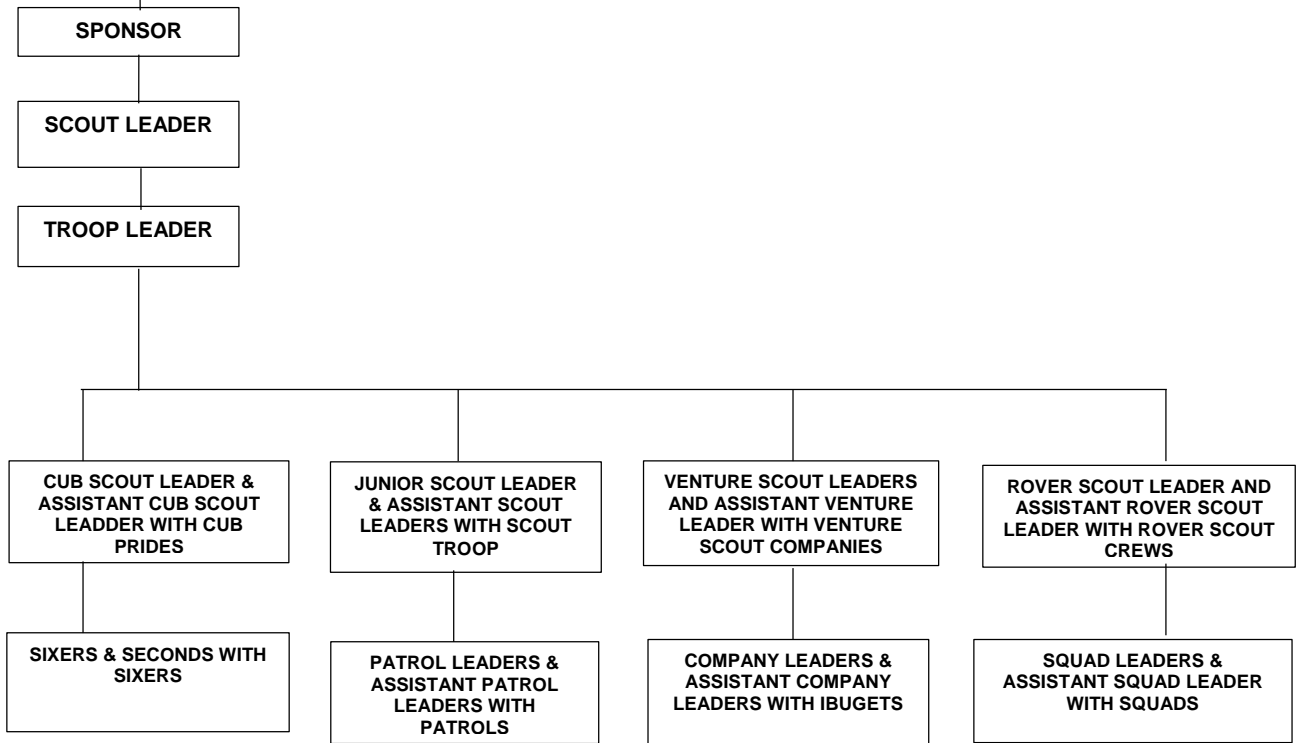 SPONSOR
SCOUT LEADER
TROOP LEADER
CUB SCOUT LEADER &
ASSISTANT CUB SCOUT
LEADDER WITH CUB
PRIDES
JUNIOR SCOUT LEADER
& ASSISTANT SCOUT
LEADERS WITH SCOUT
TROOP
VENTURE SCOUT LEADERS
AND ASSISTANT VENTURE
LEADER WITH VENTURE
SCOUT COMPANIES
ROVER SCOUT LEADER AND
ASSISTANT ROVER SCOUT
LEADER WITH ROVER SCOUT
CREWS
SIXERS & SECONDS WITH
SIXERS
PATROL LEADERS &
ASSISTANT PATROL
LEADERS WITH
PATROLS
COMPANY LEADERS &
ASSISTANT COMPANY
LEADERS WITH IBUGETS
SQUAD LEADERS &
ASSISTANT SQUAD LEADER
WITH SQUADS